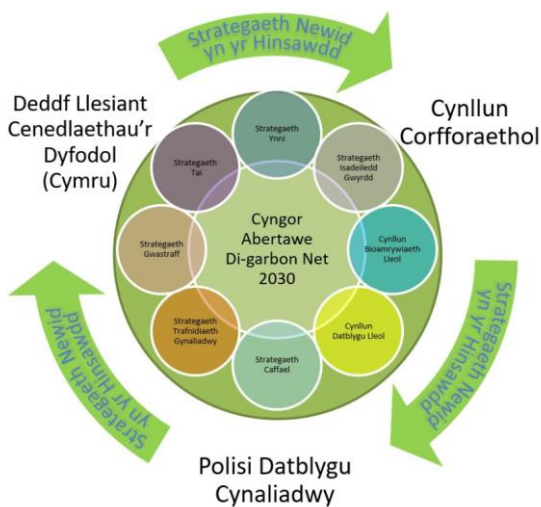 Strategaeth Newid
yn yr Hinsawdd
Deddf Llesiant
Cenedlaethau'r
Dyfodol
(Cymru)
Cynllun
Corfforaethol
Strategaeth
Ynni
Strategaeth
Tai
Strategaeth
Isadeiledd
Gwyrdd
Strategaeth
Gwastraff
Cyngor
Abertawe
Di-garbon Net
2030
Cynllun
Bioamrywiaeth
Lleol
Strategaeth
Trafnidiaeth
Gynaliadwy
Cynllun
Datblygu Lleol
Strategaeth
Caffael
Strategaeth Newid
yn yr Hinsawdd
Strategaeth Newid
yn yr Hinsawdd
Polisi Datblygu
Cynaliadwy